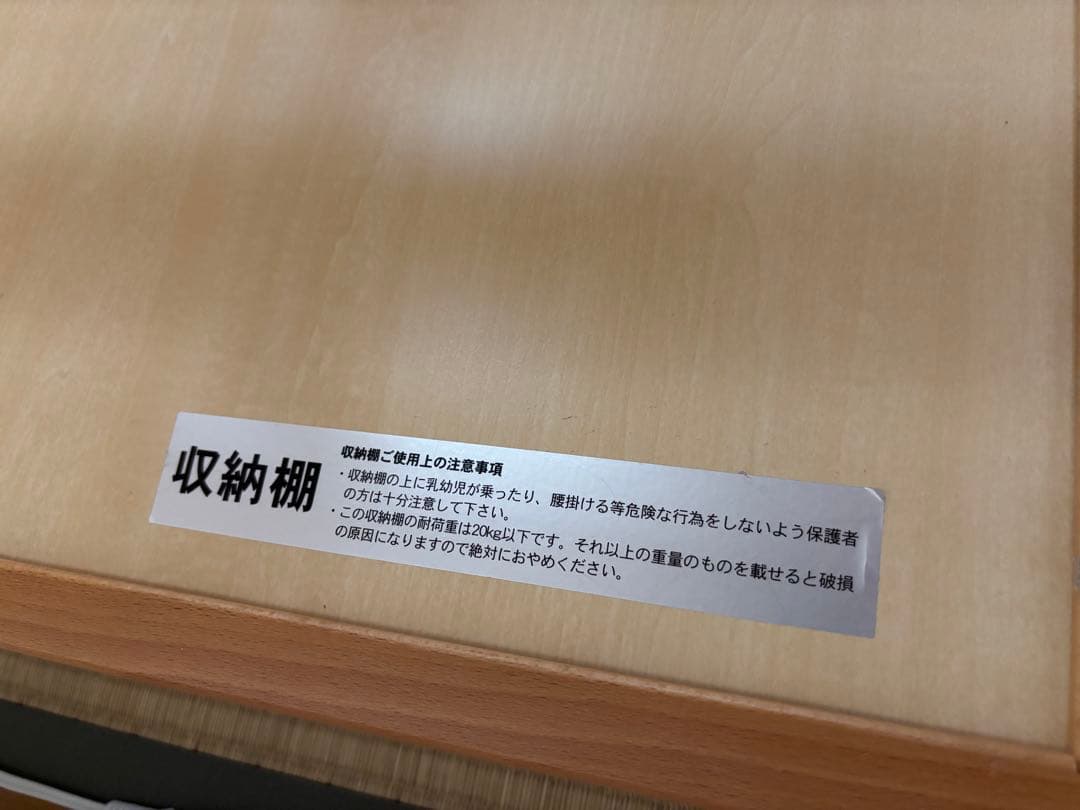 収納棚
収納棚ご使用上の注意事項
・収納棚の上に乳幼児が乗ったり、腰掛ける等危険な行為をしないよう保護者
の方は十分注意して下さい。
・この収納棚の耐荷重は20kg以下です。それ以上の重量のものを載せると破損
の原因になりますので絶対におやめください。